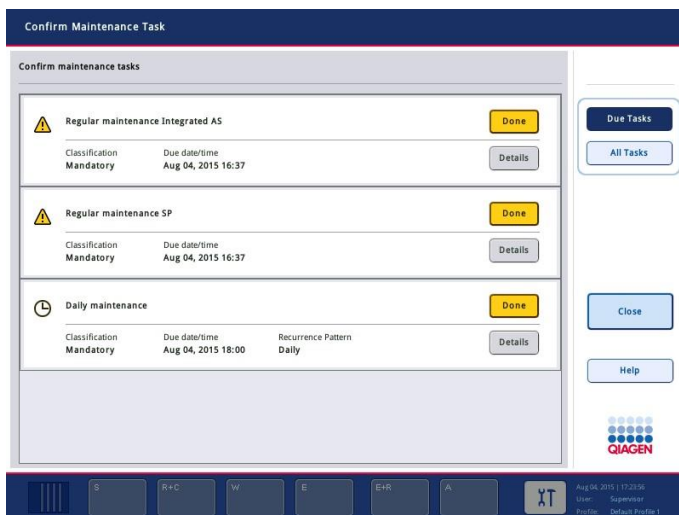 Confirm Maintenance Task
Confirm maintenance tasks
Regular maintenance Integrated AS
Done
Classification
Due date/time
Mandatory
Aug 04, 2015 16:37
Details
Regular maintenance SP
Done
Classification
Due date/time
Mandatory
Aug 04, 2015 16:37
Details
Daily maintenance
Done
Classification
Due date/time
Recurrence Pattern
Mandatory
Aug 04, 2015 18:00
Daily
Details
Due Tasks
All Tasks
Close
Help
QIAGEN
S
R+C
W
E
E+R
A
Aug 04, 2015 | 17:23:56
User: Supervisor
Profile: Default Profile 1